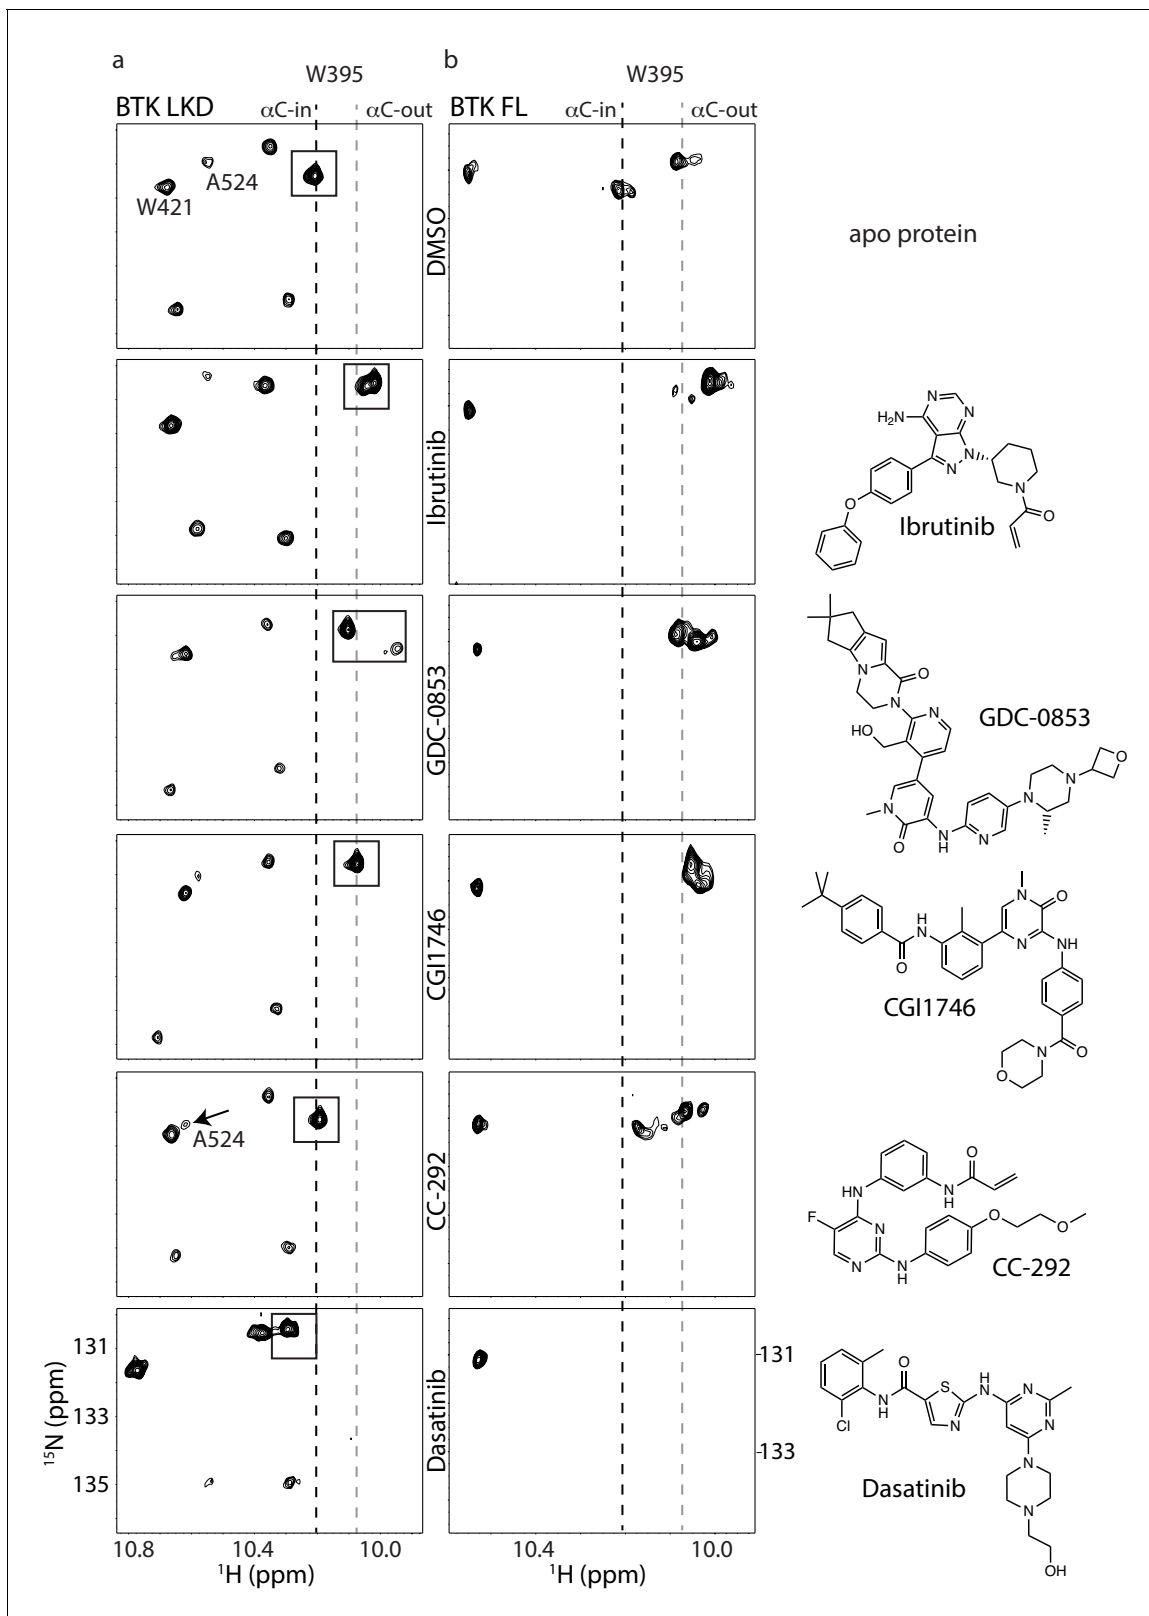 a
b
W395
W395
BTK LKD
αC-in
αC-out
BTK FL
αC-in
αC-out
A524
W421
DMSO
apo protein
Ibrutinib
N
N
H₂N
N
N
N
O
O
Ibrutinib
GDC-0853
N
O
N
N
HO
GDC-0853
O
N
N
N
O
N
H
N
CGI1746
N
O
H
N
N
NH
O
CGI1746
N
O
O
A524
CC-292
O
NH
N
H
F
N
O
O
N
N
H
CC-292
Dasatinib
131
133
135
¹⁵N (ppm)
131
133
O
S
H
N
N
N
N
H
Cl
N
N
N
OH
Dasatinib
10.8
10.4
10.0
10.4
10.0
¹H (ppm)
¹H (ppm)